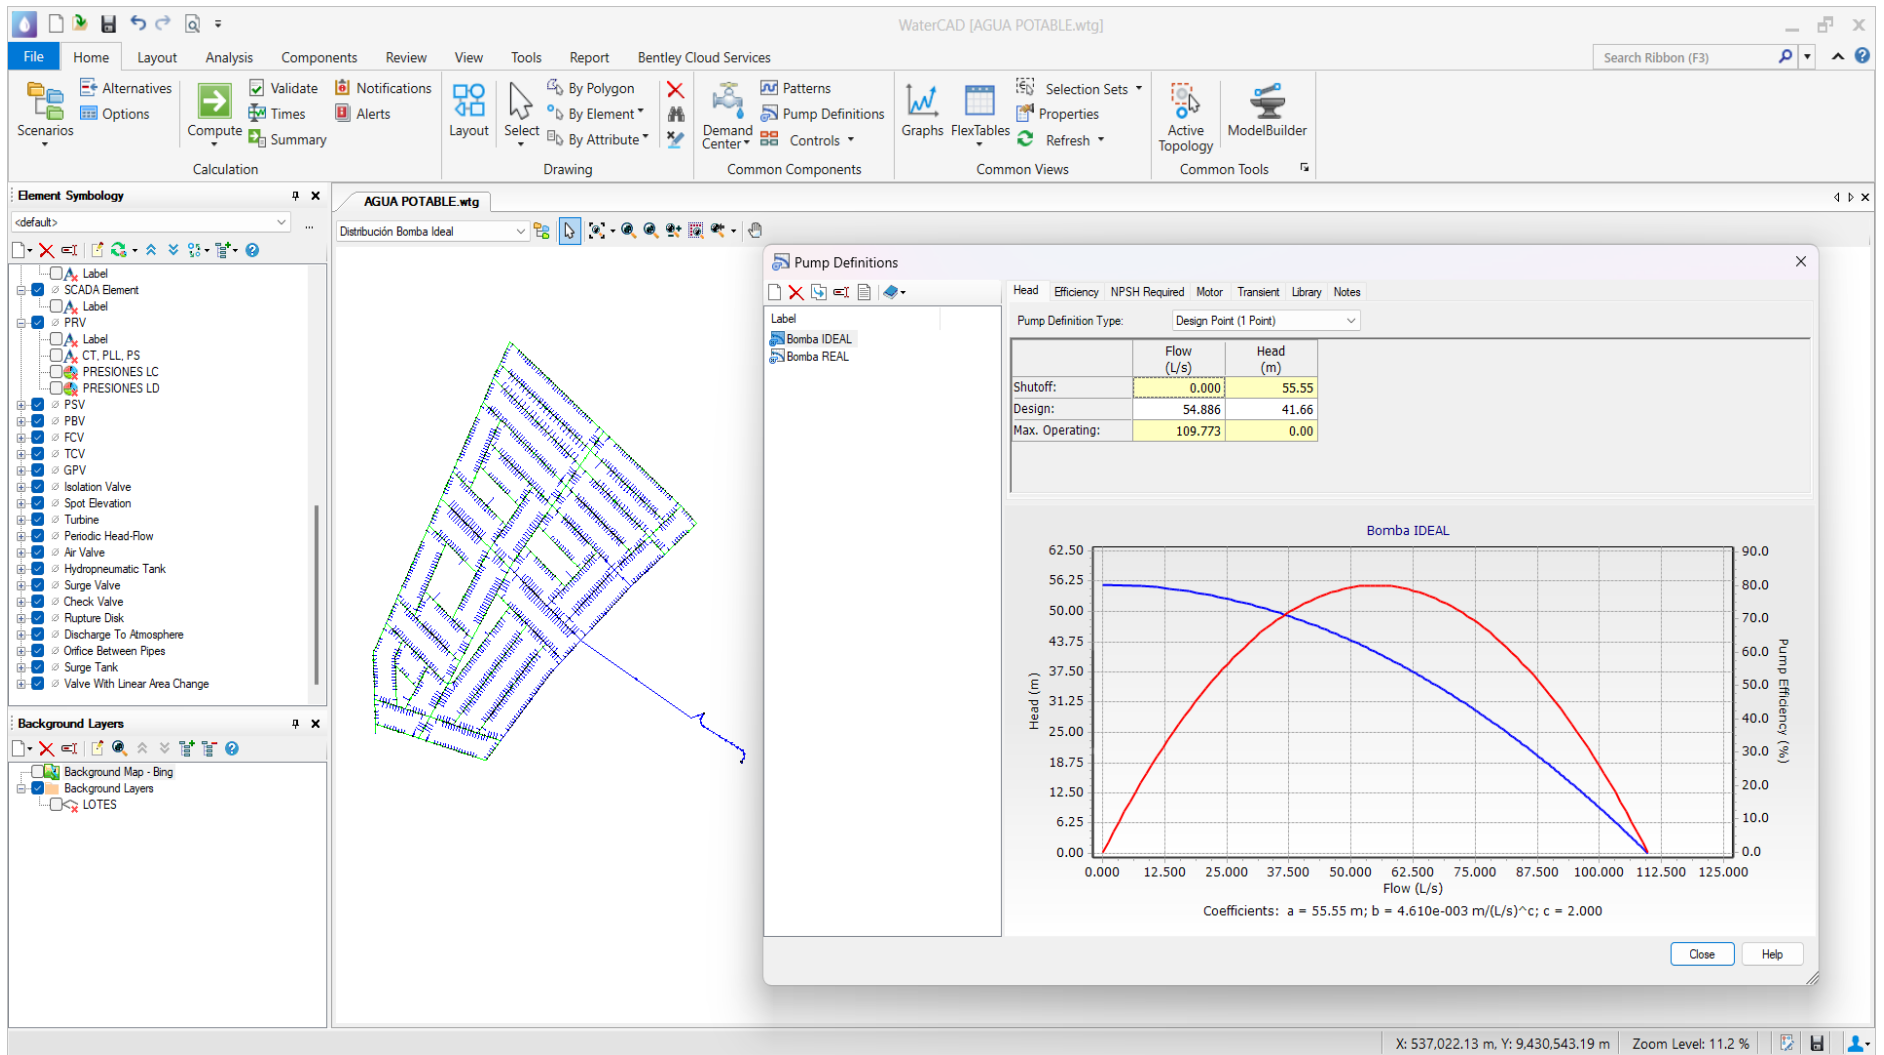 WaterCAD [AGUA POTABLE.wtg]
File Home Layout Analysis Components Review View Tools Report Bentley Cloud Services Search Ribbon (F3)
Scenarios
Alternatives
Options
Compute
Validate
Times
Summary
Notifications
Alerts
Calculation
Layout
Select
By Polygon
By Element
By Attribute
Drawing
Demand Center
Patterns
Pump Definitions
Controls
Common Components
Graphs
FlexTables
Selection Sets
Properties
Refresh
Common Views
Active Topology
ModelBuilder
Common Tools
Element Symbology
<default>
...
Label
SCADA Element
Label
PRV
Label
CT, PLL, PS
PRESIONES LC
PRESIONES LD
PSV
PBV
FCV
TCV
GPV
Isolation Valve
Spot Elevation
Turbine
Periodic Head-Flow
Air Valve
Hydropneumatic Tank
Surge Valve
Check Valve
Rupture Disk
Discharge To Atmosphere
Orifice Between Pipes
Surge Tank
Valve With Linear Area Change
Background Layers
Background Map - Bing
Background Layers
LOTES
AGUA POTABLE.wtg
Distribución Bomba Ideal
Pump Definitions
Label
Bomba IDEAL
Bomba REAL
Head Efficiency NPSH Required Motor Transient Library Notes
Pump Definition Type: Design Point (1 Point)
Flow (L/s) Head (m)
Shutoff: 0.000 55.55
Design: 54.886 41.66
Max. Operating: 109.773 0.00
Bomba IDEAL
62.50
56.25
50.00
43.75
37.50
31.25
25.00
18.75
12.50
6.25
0.00
Head (m)
90.0
80.0
70.0
60.0
50.0
40.0
30.0
20.0
10.0
0.0
Pump Efficiency (%)
0.000 12.500 25.000 37.500 50.000 62.500 75.000 87.500 100.000 112.500 125.000
Flow (L/s)
Coefficients: a = 55.55 m; b = 4.610e-003 m/(L/s)^c; c = 2.000
Close Help
X: 537,022.13 m, Y: 9,430,543.19 m Zoom Level: 11.2 %